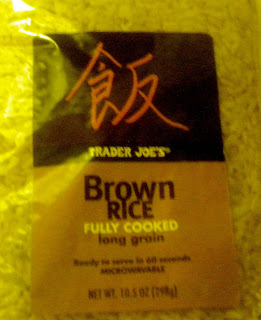 飯
TRADER JOE'S®
Brown
RICE
FULLY COOKED
long grain
Ready to serve in 60 seconds
MICROWAVABLE
NET WT. 10.5 OZ (298g)